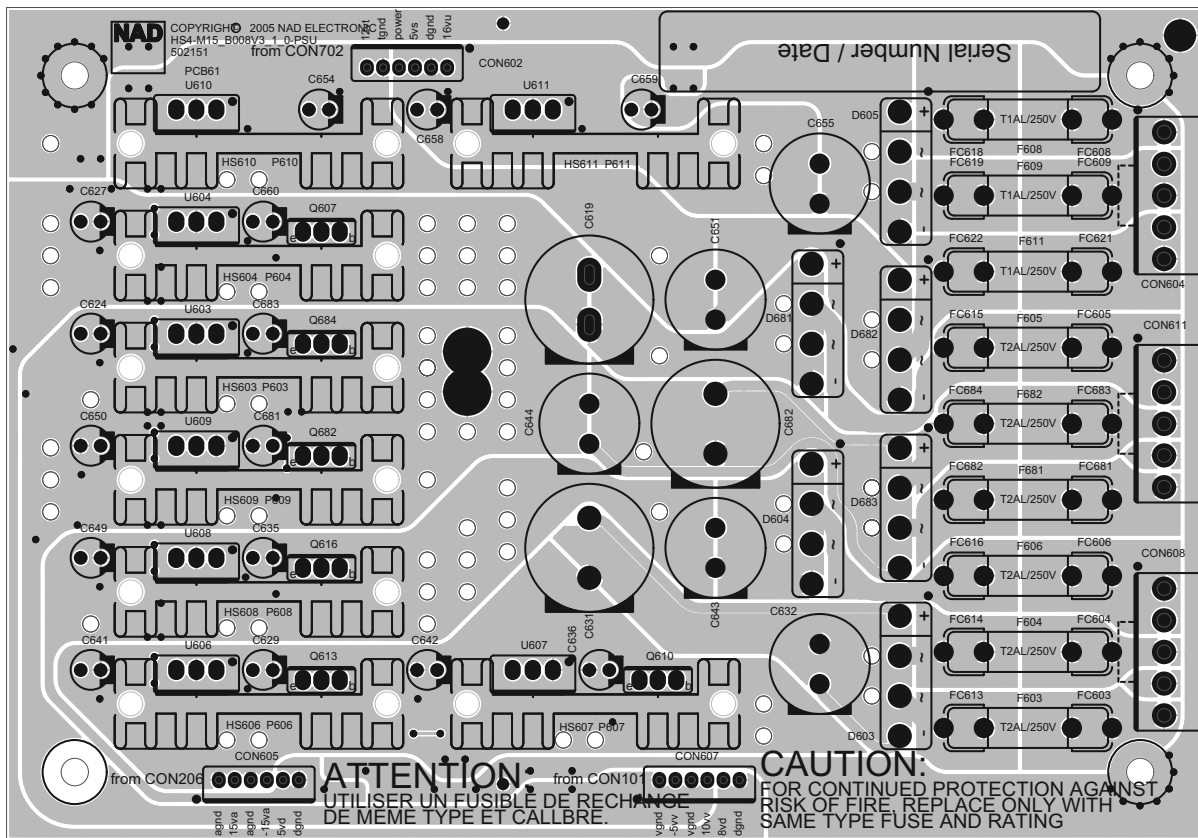 NAD
COPYRIGHT© 2005 NAD ELECTRONIC
HS4-M15_B008V3_1_0-PSU
502151
from CON702
tgnd
power
5vs
dgnd
16vu
CON602
Serial Number / Date
PCB61
U610
C654
C658
U611
C659
C655
D605
+
~
~
-
T1AL/250V
FC618
F608
FC608
HS610 P610
HS611 P611
FC619
F609
FC609
T1AL/250V
C627
U604
C660
Q607
e
b
C619
C651
FC622
F611
FC621
T1AL/250V
CON604
HS604 P604
C624
U603
C683
Q684
e
b
D681
+
~
~
-
D682
+
~
~
-
FC615
F605
FC605
T2AL/250V
CON611
HS603 P603
C650
U609
C681
Q682
e
b
C644
C682
FC684
F682
FC683
T2AL/250V
HS609 P609
FC682
F681
FC681
T2AL/250V
D604
+
~
~
-
D683
+
~
~
-
C649
U608
C635
Q616
e
b
FC616
F606
FC606
T2AL/250V
CON608
HS608 P608
C631
C643
C632
C641
U606
C629
Q613
e
b
C642
U607
C636
Q610
e
b
FC614
F604
FC604
T2AL/250V
HS606 P606
HS607 P607
D603
+
~
~
-
FC613
F603
FC603
T2AL/250V
from CON206
CON605
agnd
15va
agnd
-15va
5vd
dgnd
ATTENTION:
UTILISER UN FUSIBLE DE RECHANGE
DE MEME TYPE ET CALLBRE.
from CON101
CON607
vgnd
-5vv
vgnd
10vv
8vd
dgnd
CAUTION:
FOR CONTINUED PROTECTION AGAINST
RISK OF FIRE, REPLACE ONLY WITH
SAME TYPE FUSE AND RATING